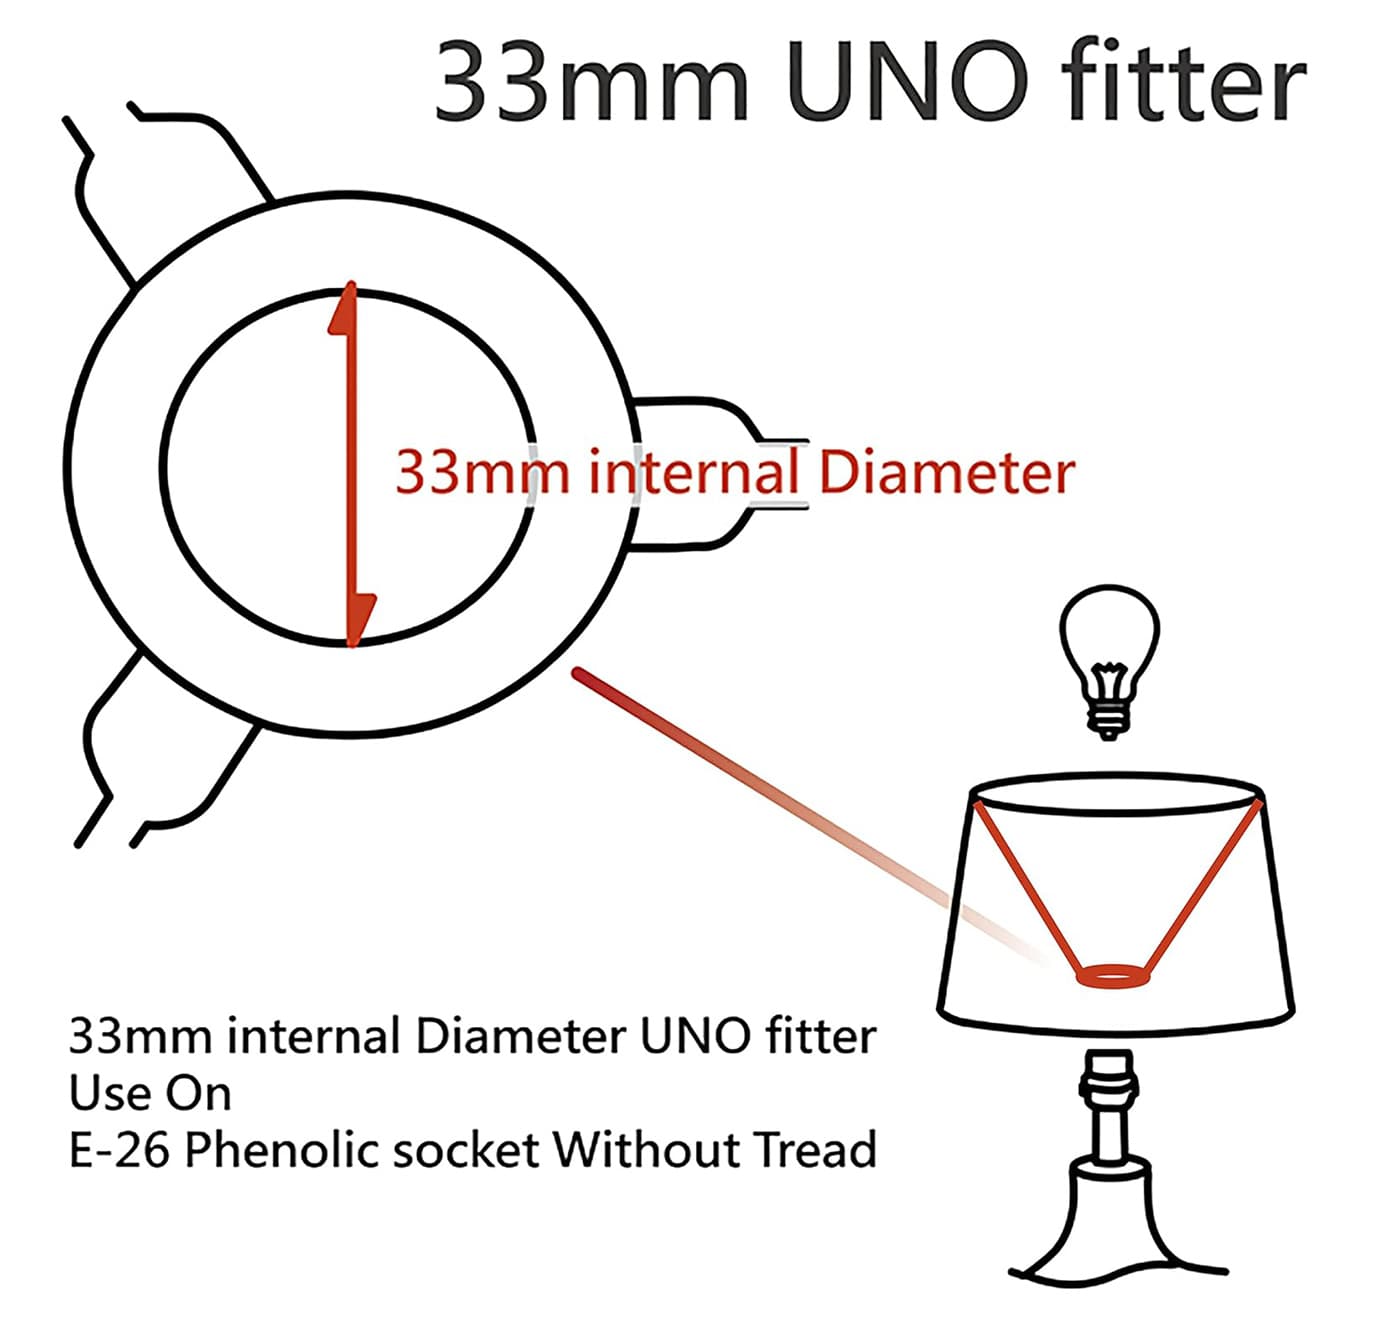 33mm UNO fitter
33mm internal Diameter
33mm internal Diameter UNO fitter
Use On
E-26 Phenolic socket Without Tread